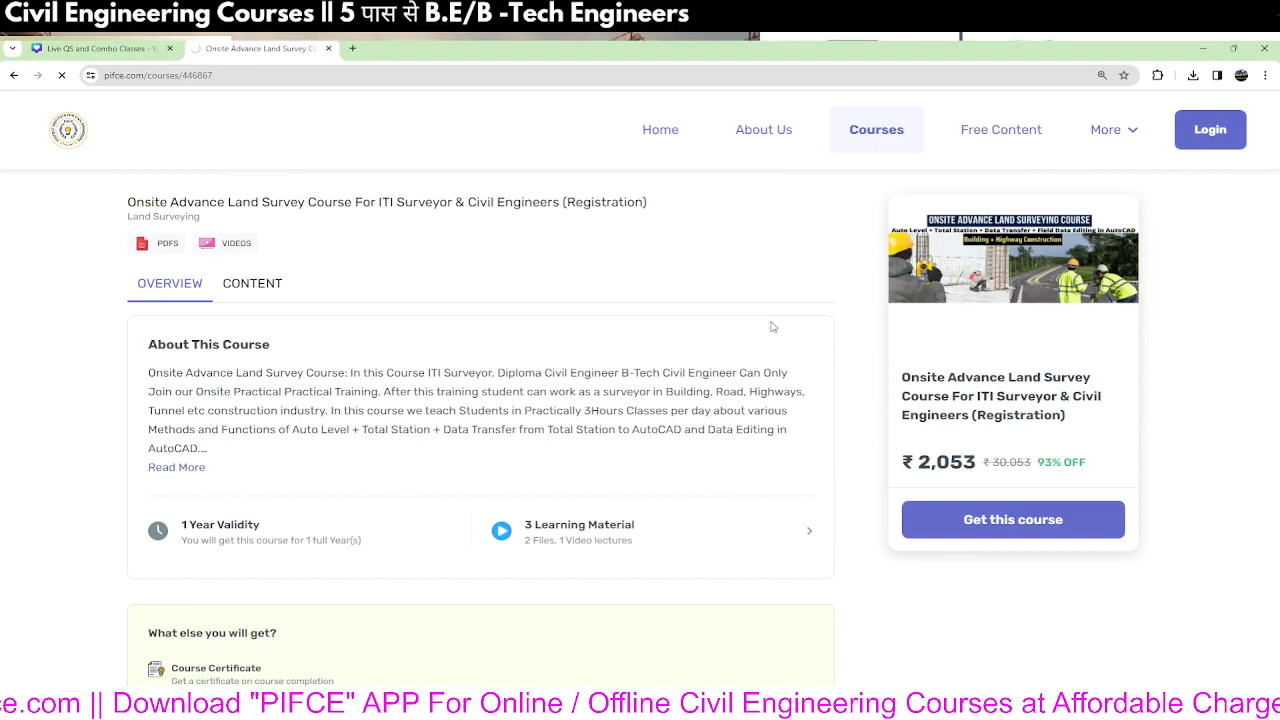 Civil Engineering Courses || 5 पास से B.E/B -Tech Engineers
Live QS and Combo Classes - Y
Onsite Advance Land Survey Co
pifce.com/courses/446867
Home
About Us
Courses
Free Content
More
Login
Onsite Advance Land Survey Course For ITI Surveyor & Civil Engineers (Registration)
Land Surveying
PDFS
VIDEOS
OVERVIEW
CONTENT
About This Course
Onsite Advance Land Survey Course: In this Course ITI Surveyor, Diploma Civil Engineer B-Tech Civil Engineer Can Only
Join our Onsite Practical Practical Training. After this training student can work as a surveyor in Building, Road, Highways,
Tunnel etc construction industry. In this course we teach Students in Practically 3Hours Classes per day about various
Methods and Functions of Auto Level + Total Station + Data Transfer from Total Station to AutoCAD and Data Editing in
AutoCAD....
Read More
1 Year Validity
You will get this course for 1 full Year(s)
3 Learning Material
2 Files, 1 Video lectures
What else you will get?
Course Certificate
Get a certificate on course completion
ONSITE ADVANCE LAND SURVEYING COURSE
Auto Level + Total Station + Data Transfer + Field Data Editing in AutoCAD
Building + Highway Construction
Onsite Advance Land Survey
Course For ITI Surveyor & Civil
Engineers (Registration)
₹ 2,053 ₹ 30,053 93% OFF
Get this course
ce.com || Download "PIFCE" APP For Online / Offline Civil Engineering Courses at Affordable Charge